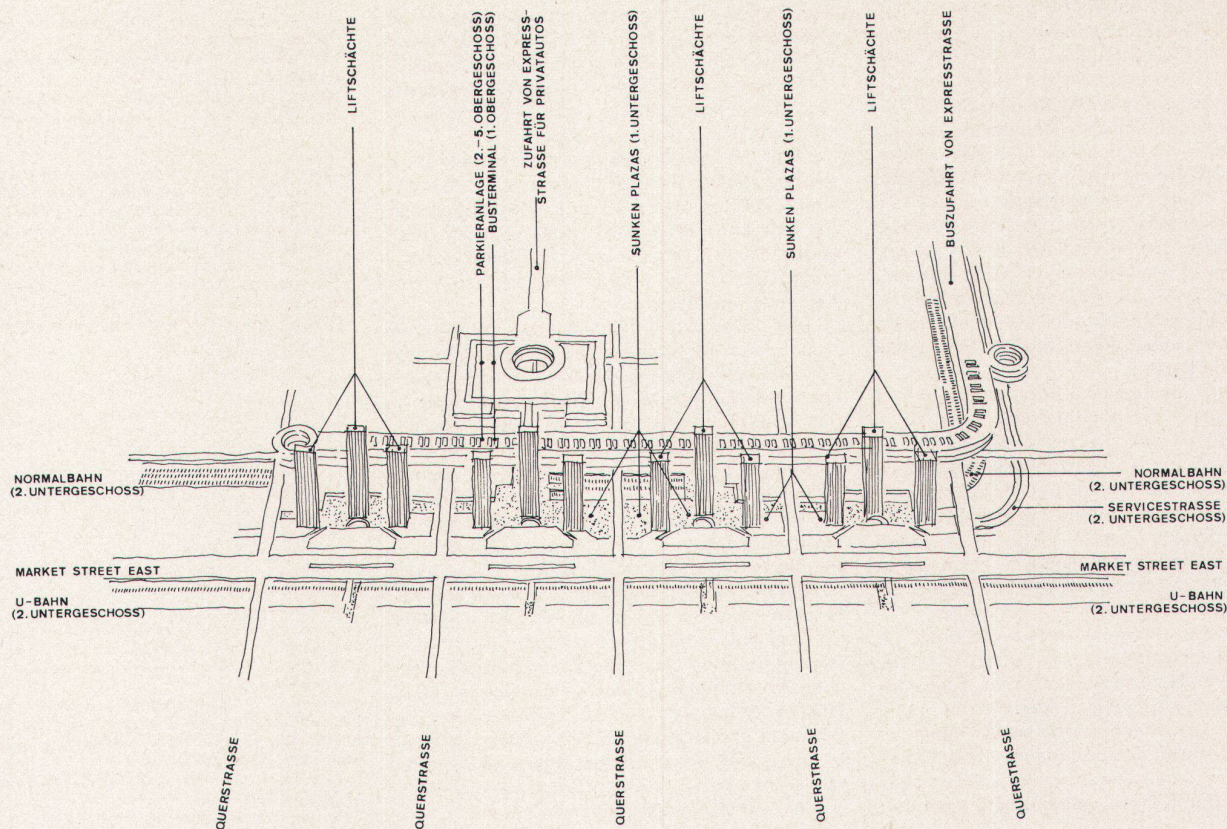 LIFTSCHÄCHTE
PARKIERANLAGE (2.–5. OBERGESCHOSS)
BUSTERMINAL (1. OBERGESCHOSS)
ZUFAHRT VON EXPRESS-
STRASSE FÜR PRIVATAUTOS
SUNKEN PLAZAS (1. UNTERGESCHOSS)
LIFTSCHÄCHTE
SUNKEN PLAZAS (1. UNTERGESCHOSS)
LIFTSCHÄCHTE
BUSZUFAHRT VON EXPRESSTRASSE
NORMALBAHN
(2. UNTERGESCHOSS)
NORMALBAHN
(2. UNTERGESCHOSS)
SERVICESTRASSE
(2. UNTERGESCHOSS)
MARKET STREET EAST
MARKET STREET EAST
U-BAHN
(2. UNTERGESCHOSS)
U-BAHN
(2. UNTERGESCHOSS)
QUERSTRASSE
QUERSTRASSE
QUERSTRASSE
QUERSTRASSE
QUERSTRASSE